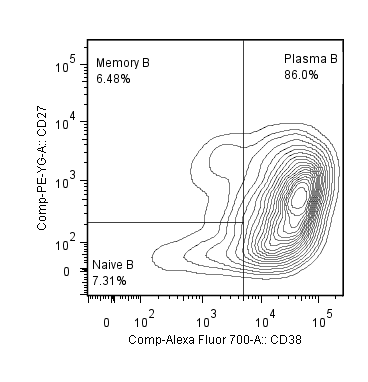 Memory B
6.48%
Plasma B
86.0%
Naive B
7.31%
10^5
10^4
10^3
10^2
0
Comp-PE-YG-A:: CD27
0 10^2 10^3 10^4 10^5
Comp-Alexa Fluor 700-A:: CD38